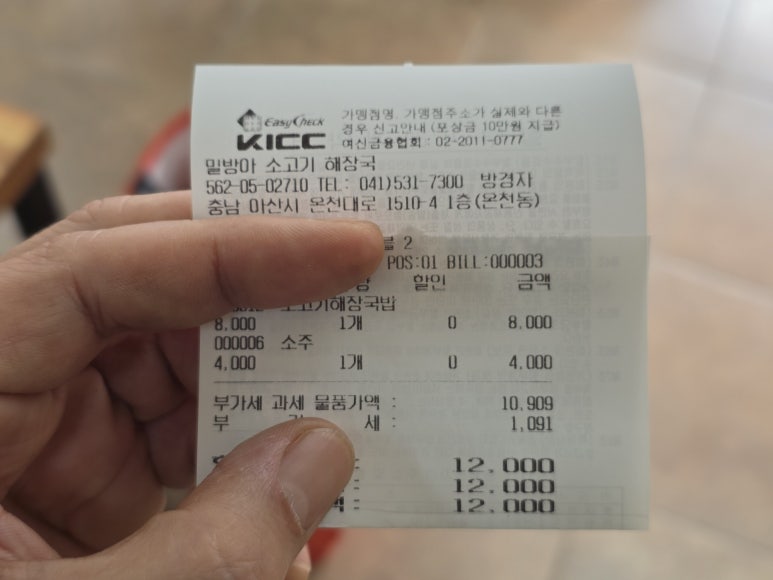 EasyCheck
KICC
가맹점명, 가맹점주소가 실제와 다른
경우 신고안내 (포상금 10만원 지급)
여신금융협회 : 02-2011-0777
밀방아 소고기 해장국
562-05-02710 TEL: 041)531-7300 방경자
충남 아산시 온천대로 1510-4 1층(온천동)
2
POS:01 BILL:000003
할인 금액
소고기해장국밥
8,000 1개 0 8,000
000006 소주
4,000 1개 0 4,000
부가세 과세 물품가액 : 10,909
부 세 : 1,091
12,000
: 12,000
: 12,000